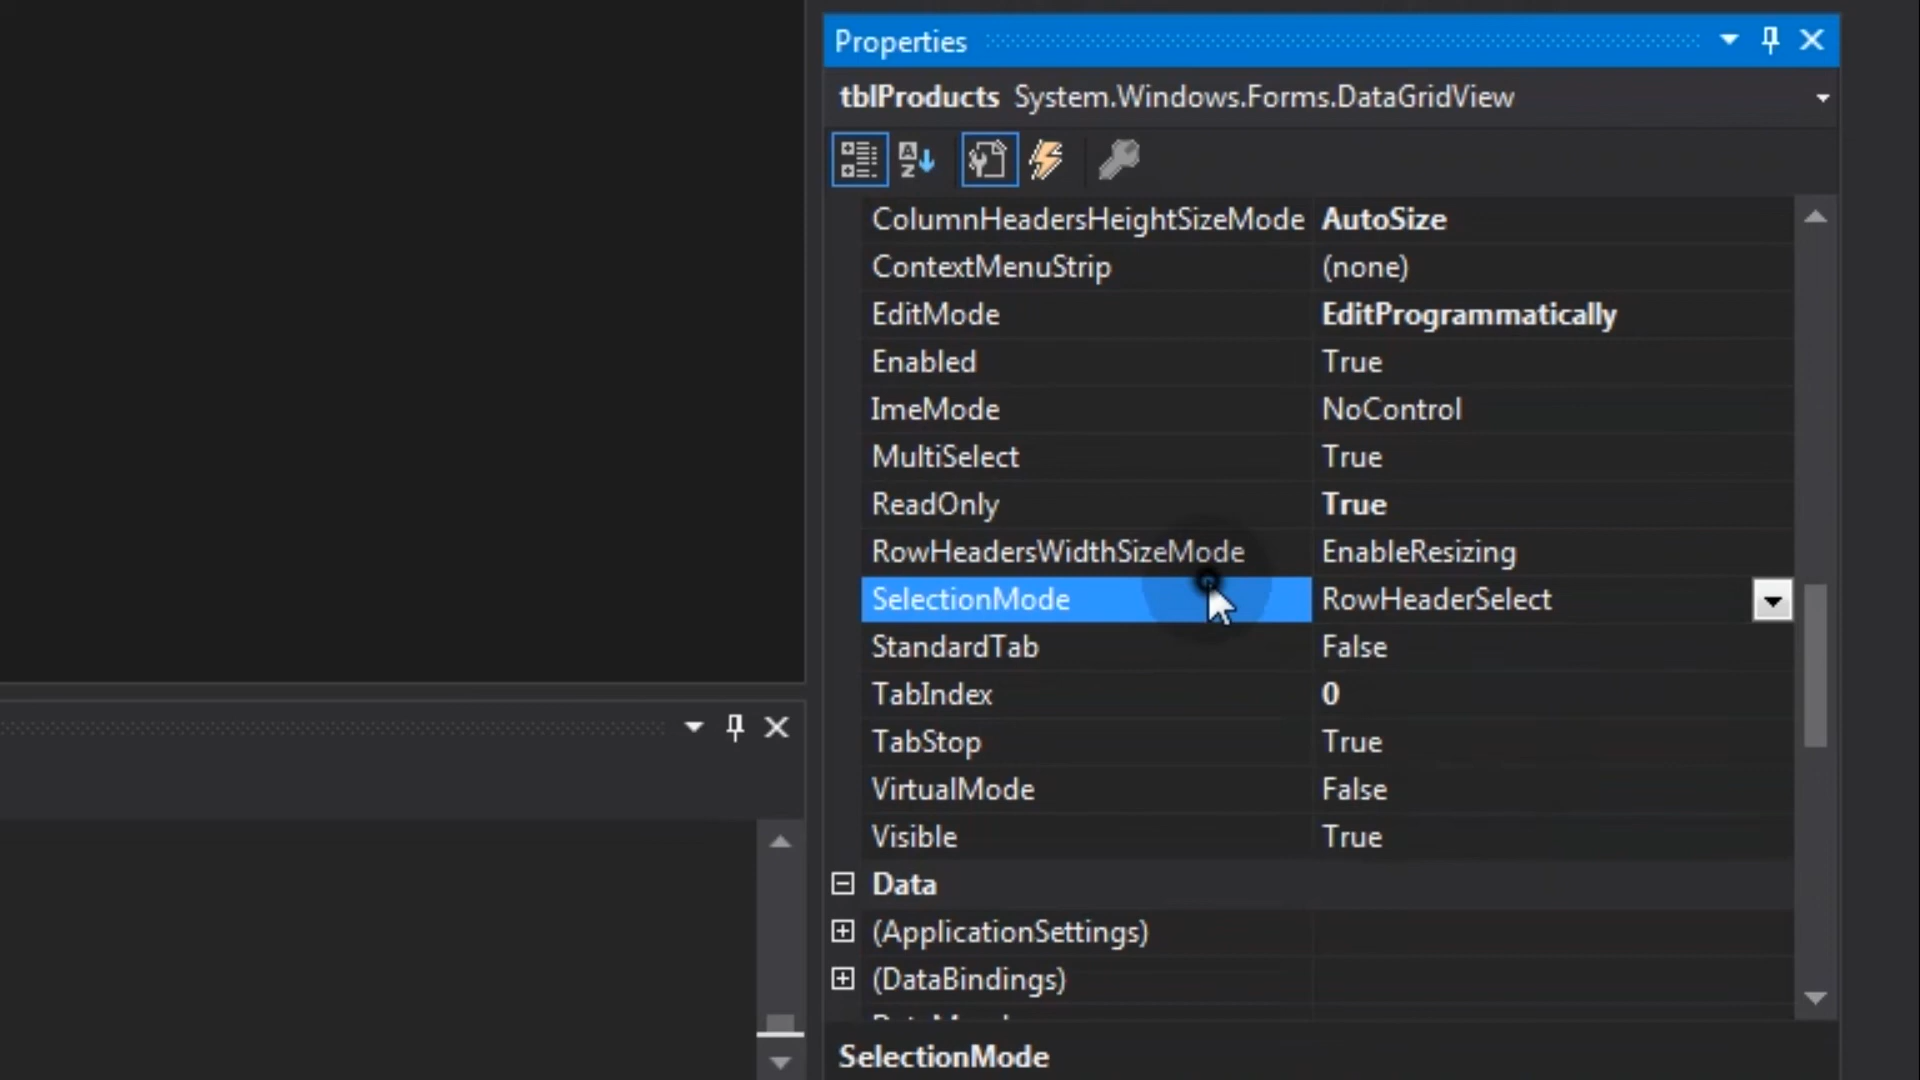 Properties
tblProducts System.Windows.Forms.DataGridView
ColumnHeadersHeightSizeMode AutoSize
ContextMenuStrip (none)
EditMode EditProgrammatically
Enabled True
ImeMode NoControl
MultiSelect True
ReadOnly True
RowHeadersWidthSizeMode EnableResizing
SelectionMode RowHeaderSelect
StandardTab False
TabIndex 0
TabStop True
VirtualMode False
Visible True
Data
(ApplicationSettings)
(DataBindings)
SelectionMode